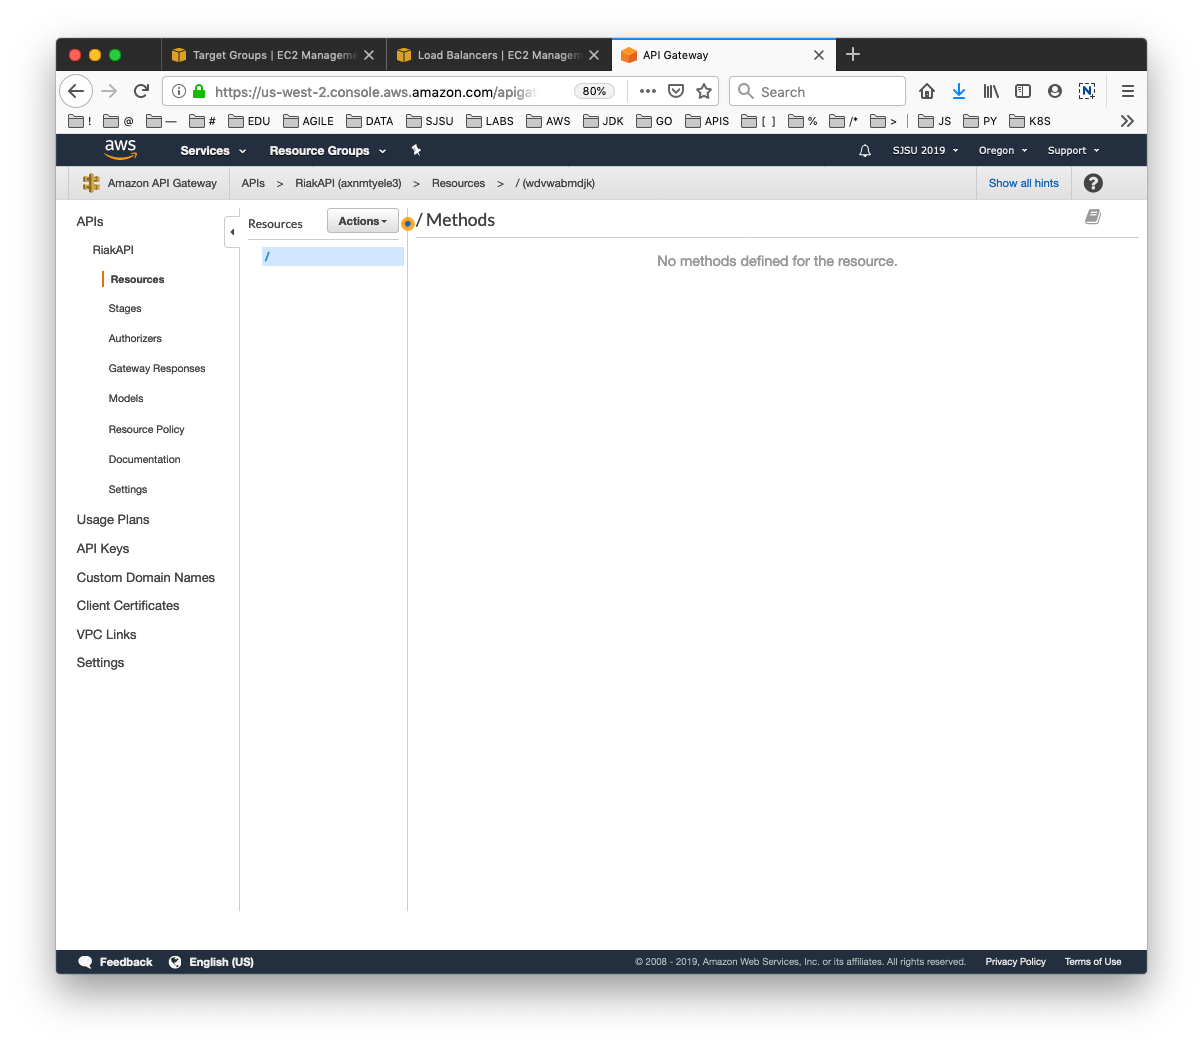 Target Groups | EC2 Manageme
Load Balancers | EC2 Managem
API Gateway
https://us-west-2.console.aws.amazon.com/apigat
80%
Search
!
@
—
#
EDU
AGILE
DATA
SJSU
LABS
AWS
JDK
GO
APIS
[ ]
%
/*
>
JS
PY
K8S
aws
Services
Resource Groups
SJSU 2019
Oregon
Support
Amazon API Gateway
APIs > RiakAPI (axnmtyele3) > Resources > / (wdvwabmdjk)
Show all hints
APIs
RiakAPI
Resources
Stages
Authorizers
Gateway Responses
Models
Resource Policy
Documentation
Settings
Usage Plans
API Keys
Custom Domain Names
Client Certificates
VPC Links
Settings
Resources
Actions
/
/ Methods
No methods defined for the resource.
Feedback
English (US)
© 2008 - 2019, Amazon Web Services, Inc. or its affiliates. All rights reserved.
Privacy Policy
Terms of Use